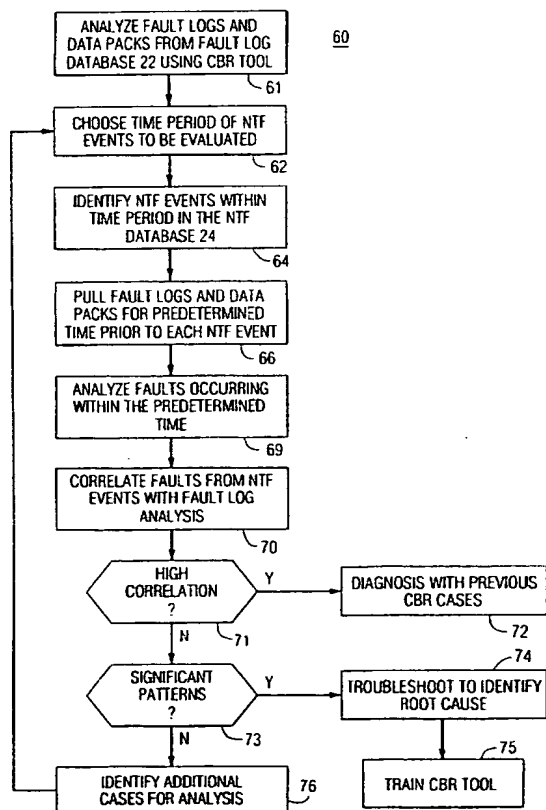 60
ANALYZE FAULT LOGS AND
DATA PACKS FROM FAULT LOG
DATABASE 22 USING CBR TOOL
61
CHOOSE TIME PERIOD OF NTF
EVENTS TO BE EVALUATED
62
IDENTIFY NTF EVENTS WITHIN
TIME PERIOD IN THE NTF
DATABASE 24
64
PULL FAULT LOGS AND DATA
PACKS FOR PREDETERMINED
TIME PRIOR TO EACH NTF EVENT
66
ANALYZE FAULTS OCCURRING
WITHIN THE PREDETERMINED
TIME
69
CORRELATE FAULTS FROM NTF
EVENTS WITH FAULT LOG
ANALYSIS
70
HIGH
CORRELATION
?
71
Y
N
DIAGNOSIS WITH PREVIOUS
CBR CASES
72
SIGNIFICANT
PATTERNS
?
73
Y
N
74
TROUBLESHOOT TO IDENTIFY
ROOT CAUSE
75
TRAIN CBR TOOL
IDENTIFY ADDITIONAL
CASES FOR ANALYSIS
76